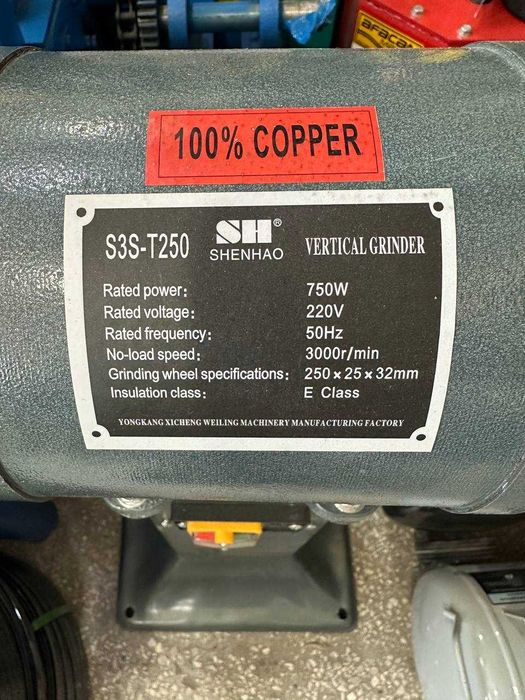 afacan
100% COPPER
S3S-T250 SH® SHENHAO VERTICAL GRINDER
Rated power: 750W
Rated voltage: 220V
Rated frequency: 50Hz
No-load speed: 3000r/min
Grinding wheel specifications: 250×25×32mm
Insulation class: E Class
YONGKANG XICHENG WEILING MACHINERY MANUFACTURING FACTORY